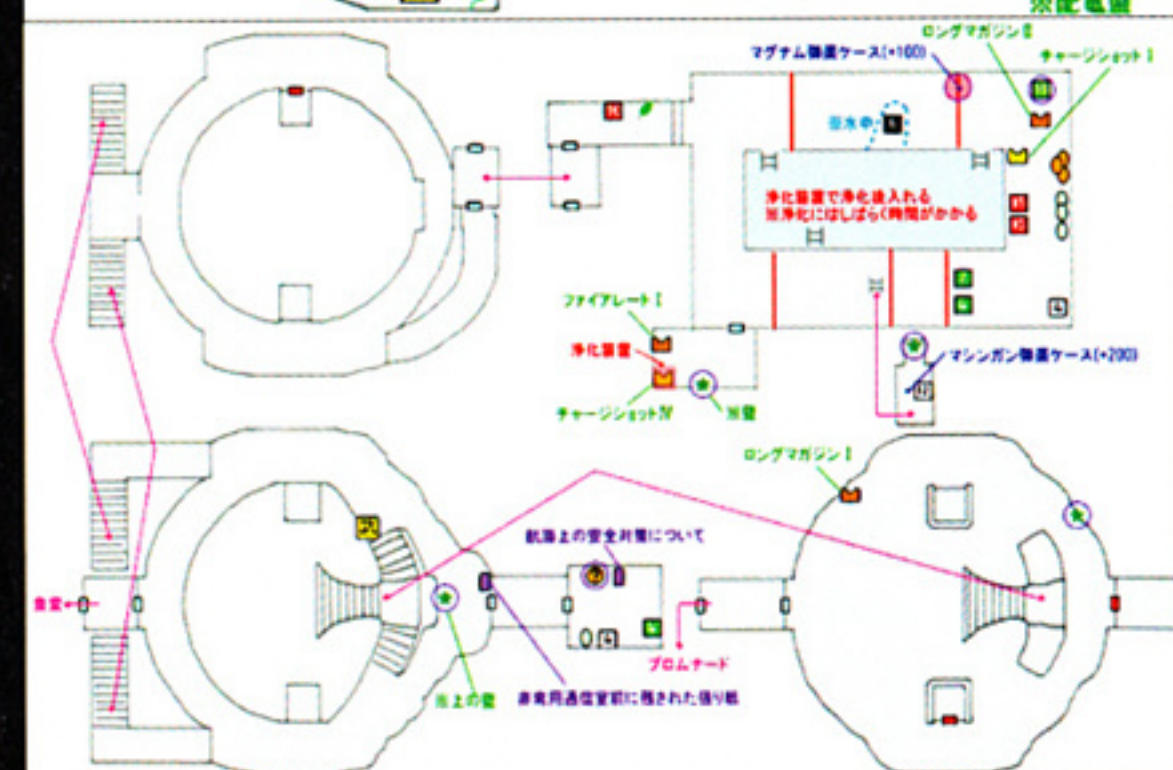 ※配電盤
ロングマガジンⅡ
マグナム弾薬ケース(+100)
チャージショットⅠ
※水中
浄化装置で浄化後入れる
※浄化にはしばらく時間がかかる
ファイアレートⅠ
浄化装置
マシンガン弾薬ケース(+200)
チャージショットⅣ
※壁
ロングマガジンⅠ
航海上の安全対策について
食堂
プロムナード
※上の壁
非常用通信室前に残された張り紙